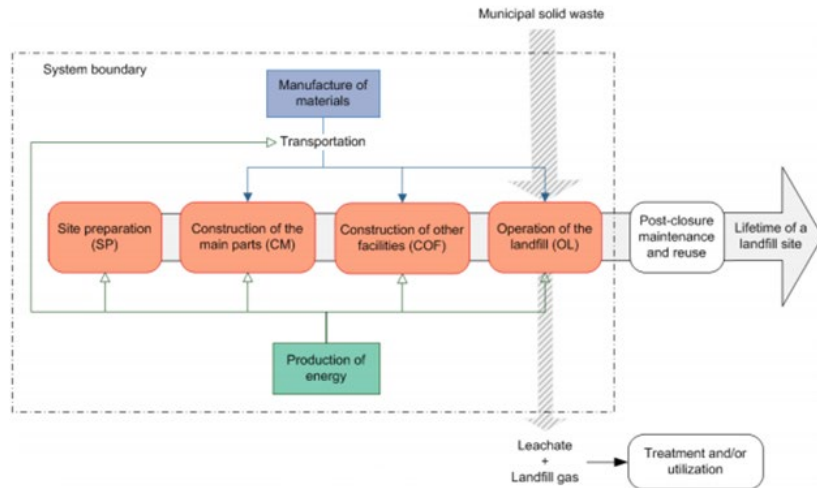 Municipal solid waste
System boundary
Manufacture of
materials
Transportation
Site preparation
(SP)
Construction of the
main parts (CM)
Construction of other
facilities (COF)
Operation of the
landfill (OL)
Post-closure
maintenance
and reuse
Lifetime of a
landfill site
Production of
energy
Leachate
+
Landfill gas
Treatment and/or
utilization